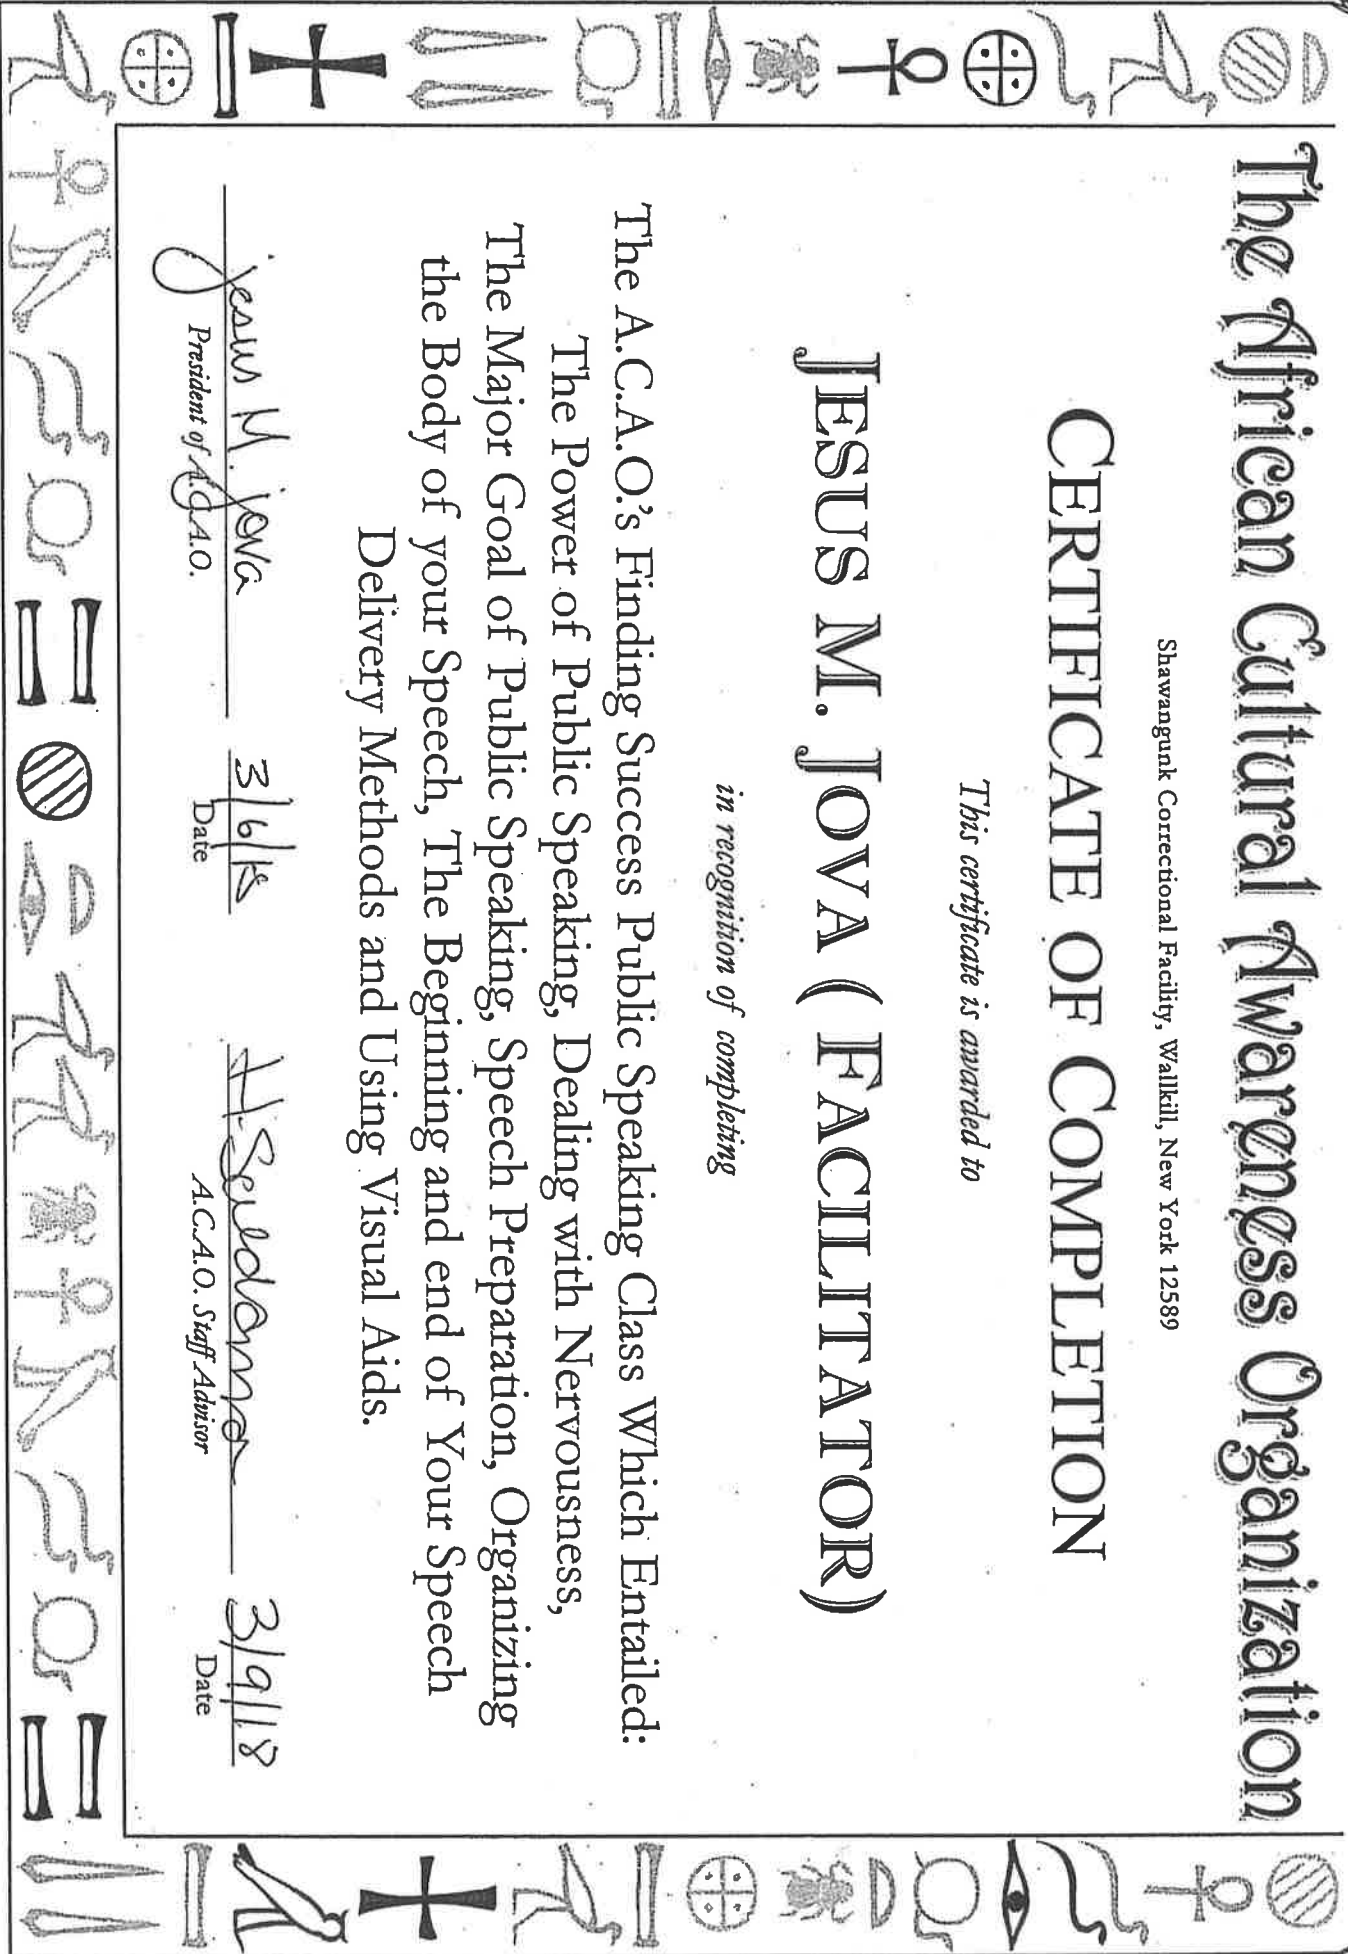 The African Cultural Awareness Organization
Shawangunk Correctional Facility, Wallkill, New York 12589
CERTIFICATE OF COMPLETION
This certificate is awarded to
JESUS M. JOVA ( FACILITATOR)
in recognition of completing
The A.C.A.O.'s Finding Success Public Speaking Class Which Entailed:
The Power of Public Speaking, Dealing with Nervousness,
The Major Goal of Public Speaking, Speech Preparation, Organizing
the Body of your Speech, The Beginning and end of Your Speech
Delivery Methods and Using Visual Aids.
Jesus M. Jova 3/6/18 3/9/18
President of A.C.A.O. Date A.C.A.O. Staff Advisor Date